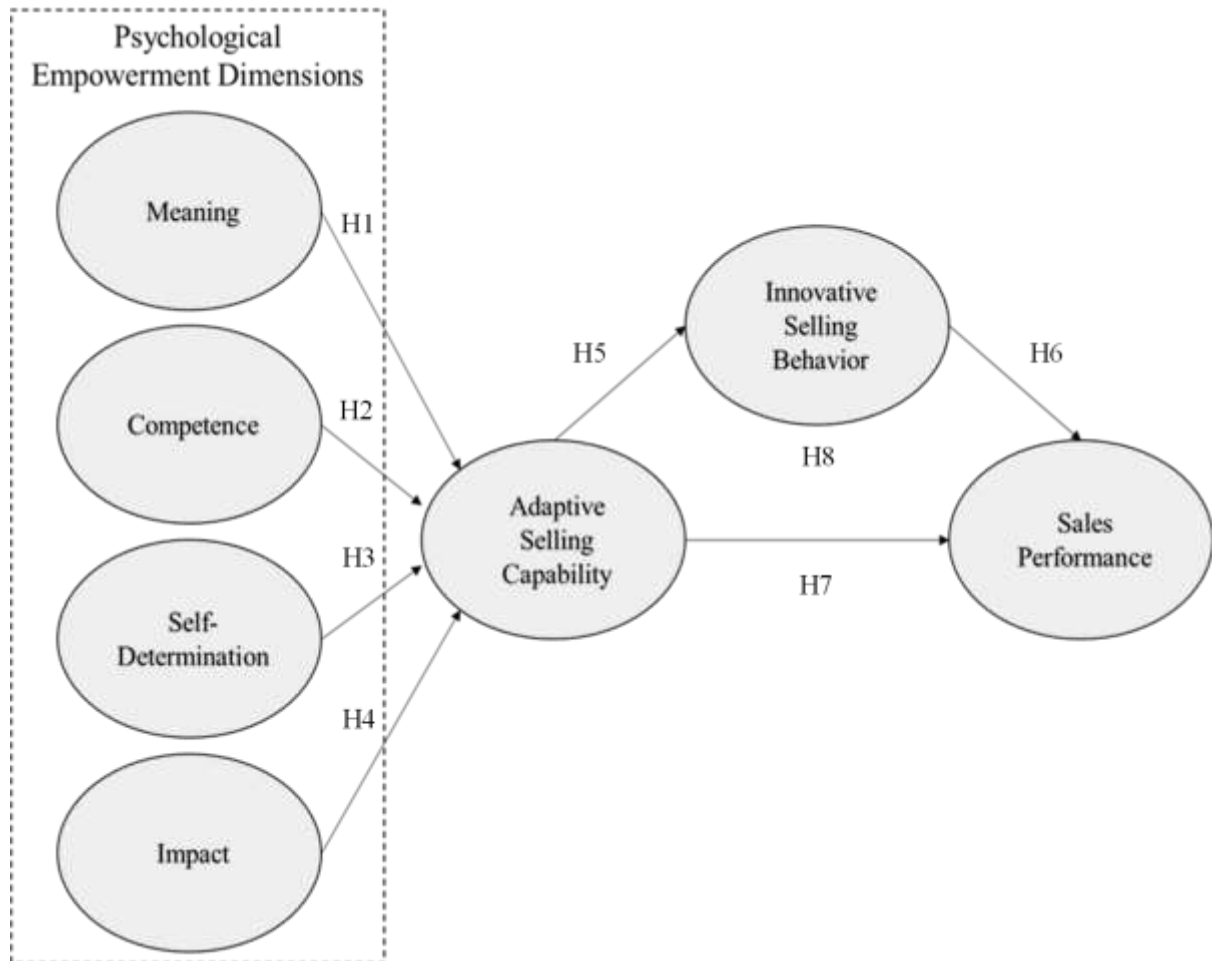 Psychological
Empowerment Dimensions
Meaning
H1
Competence
H2
Self-
Determination
H3
Impact
H4
Adaptive
Selling
Capability
H5
Innovative
Selling
Behavior
H6
H8
H7
Sales
Performance